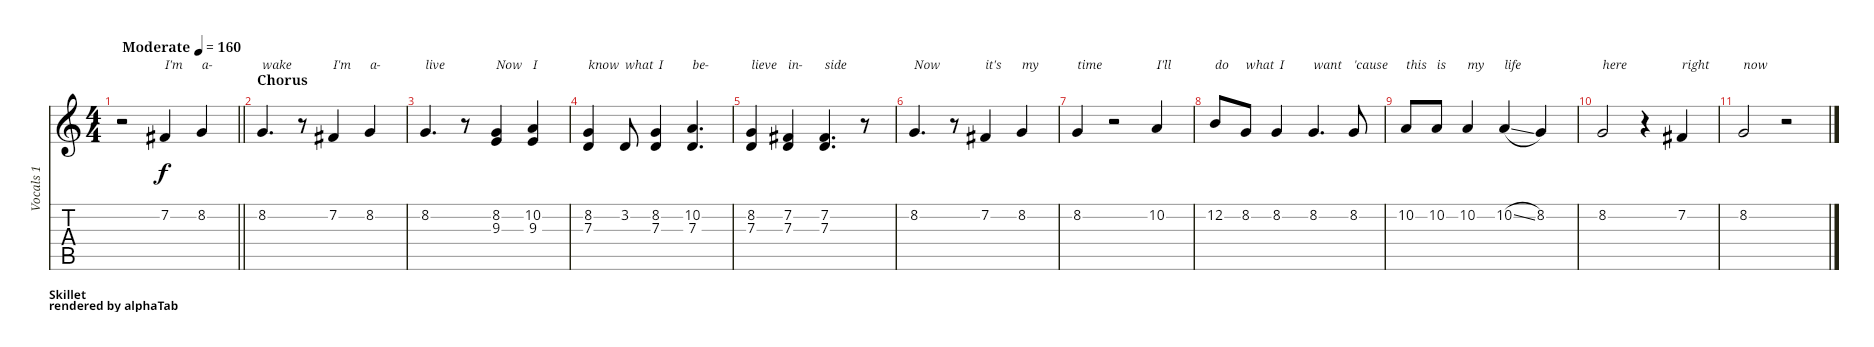 Moderate = 160
I'm a- wake I'm a- live Now I know what I be- lieve in- side Now it's my time I'll do what I want 'cause this is my life here right now
Chorus
1 2 3 4 5 6 7 8 9 10 11
4
4
f
Vocals 1
T 7 8 8 7 8 8 8 10 8 3 8 10 8 7 7 8 7 8 8 10 12 8 8 8 8 10 10 10 10 8 8 7 8
A 9 9 7 7 7 7 7 7
B
Skillet
rendered by alphaTab